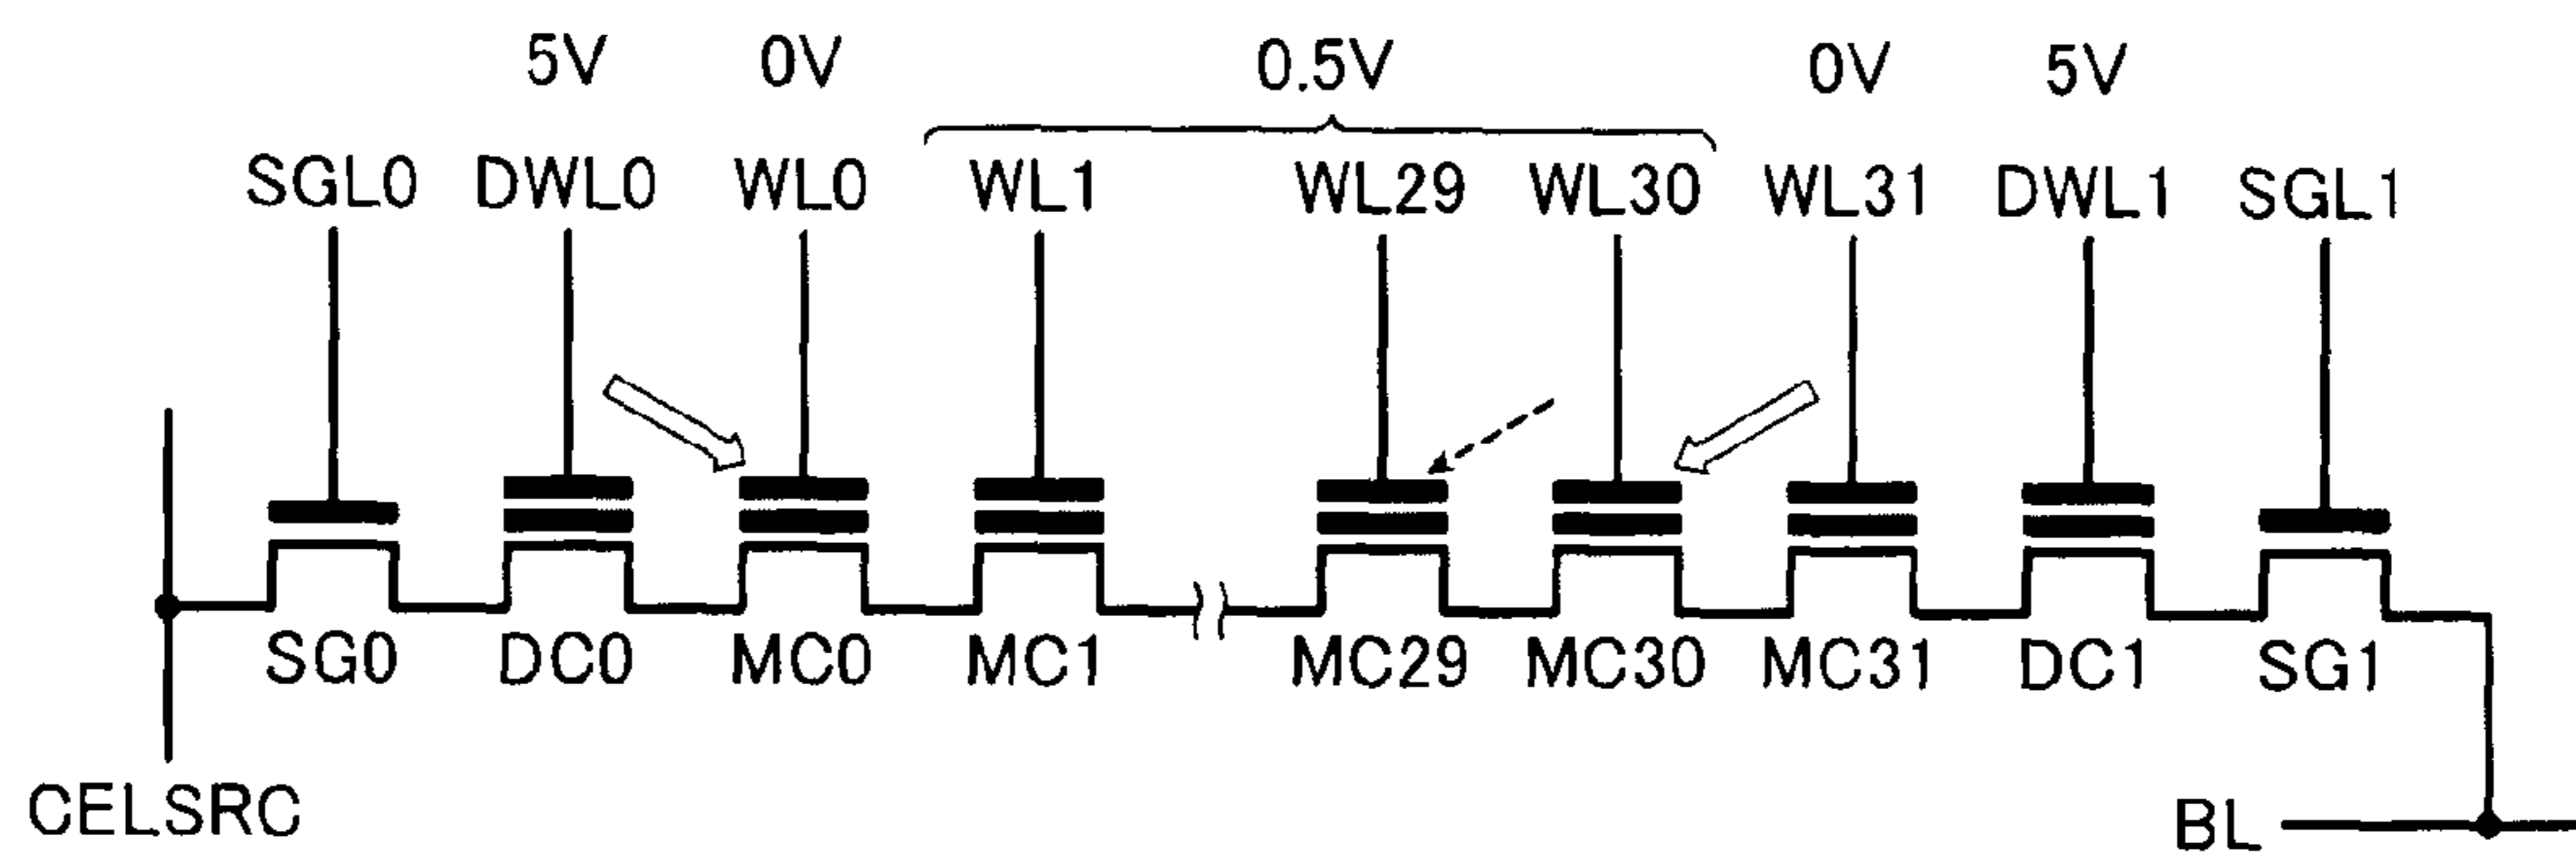 5V 0V 0.5V 0V 5V
SGL0 DWL0 WL0 WL1 WL29 WL30 WL31 DWL1 SGL1
SG0 DC0 MC0 MC1 MC29 MC30 MC31 DC1 SG1
CELSRC BL